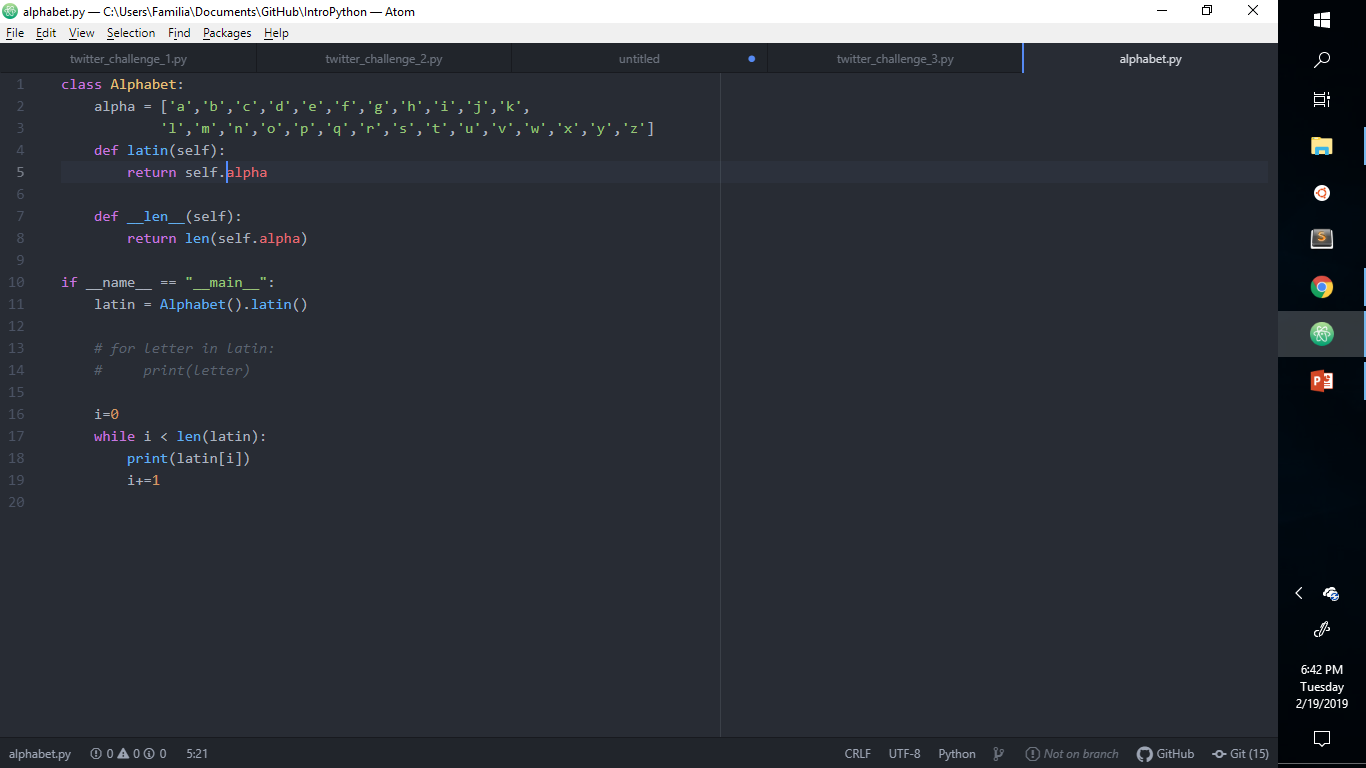 alphabet.py — C:\Users\Familia\Documents\GitHub\IntroPython — Atom
File Edit View Selection Find Packages Help
twitter_challenge_1.py twitter_challenge_2.py untitled twitter_challenge_3.py alphabet.py
1 class Alphabet:
2     alpha = ['a','b','c','d','e','f','g','h','i','j','k',
3             'l','m','n','o','p','q','r','s','t','u','v','w','x','y','z']
4     def latin(self):
5         return self.alpha
6
7     def __len__(self):
8         return len(self.alpha)
9
10 if __name__ == "__main__":
11     latin = Alphabet().latin()
12
13     # for letter in latin:
14     #     print(letter)
15
16     i=0
17     while i < len(latin):
18         print(latin[i])
19         i+=1
20
alphabet.py 0 0 0 5:21 CRLF UTF-8 Python Not on branch GitHub Git (15)
S
P
6:42 PM
Tuesday
2/19/2019